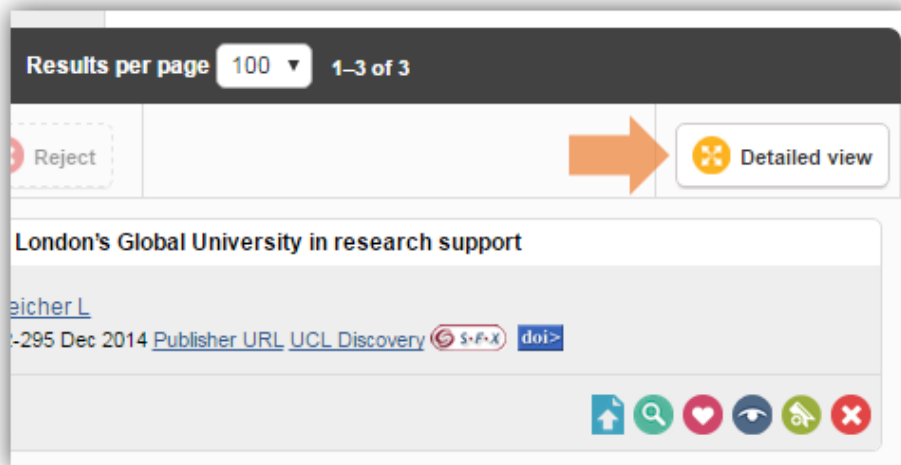 Results per page 100 1–3 of 3
Reject
Detailed view
London's Global University in research support
eicher L
-295 Dec 2014 Publisher URL UCL Discovery S·F·X doi>